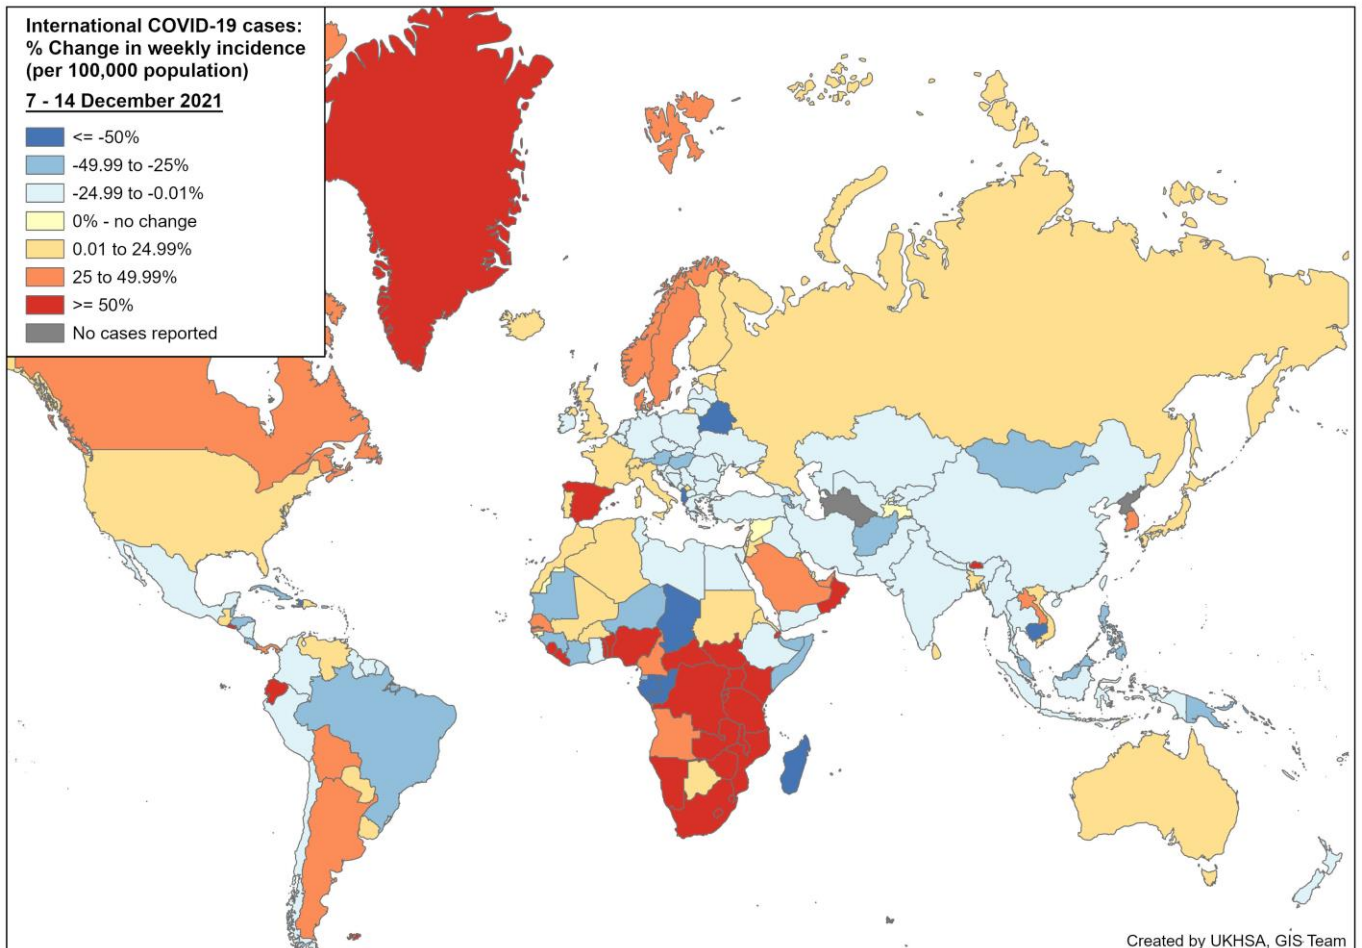 International COVID-19 cases:
% Change in weekly incidence
(per 100,000 population)
7 - 14 December 2021
<= -50%
-49.99 to -25%
-24.99 to -0.01%
0% - no change
0.01 to 24.99%
25 to 49.99%
>= 50%
No cases reported
Created by UKHSA, GIS Team